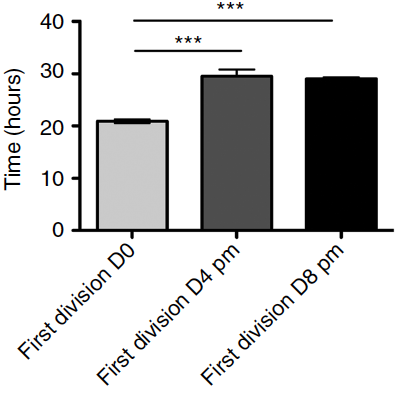 ***
***
Time (hours)
40
30
20
10
0
First division D0
First division D4 pm
First division D8 pm